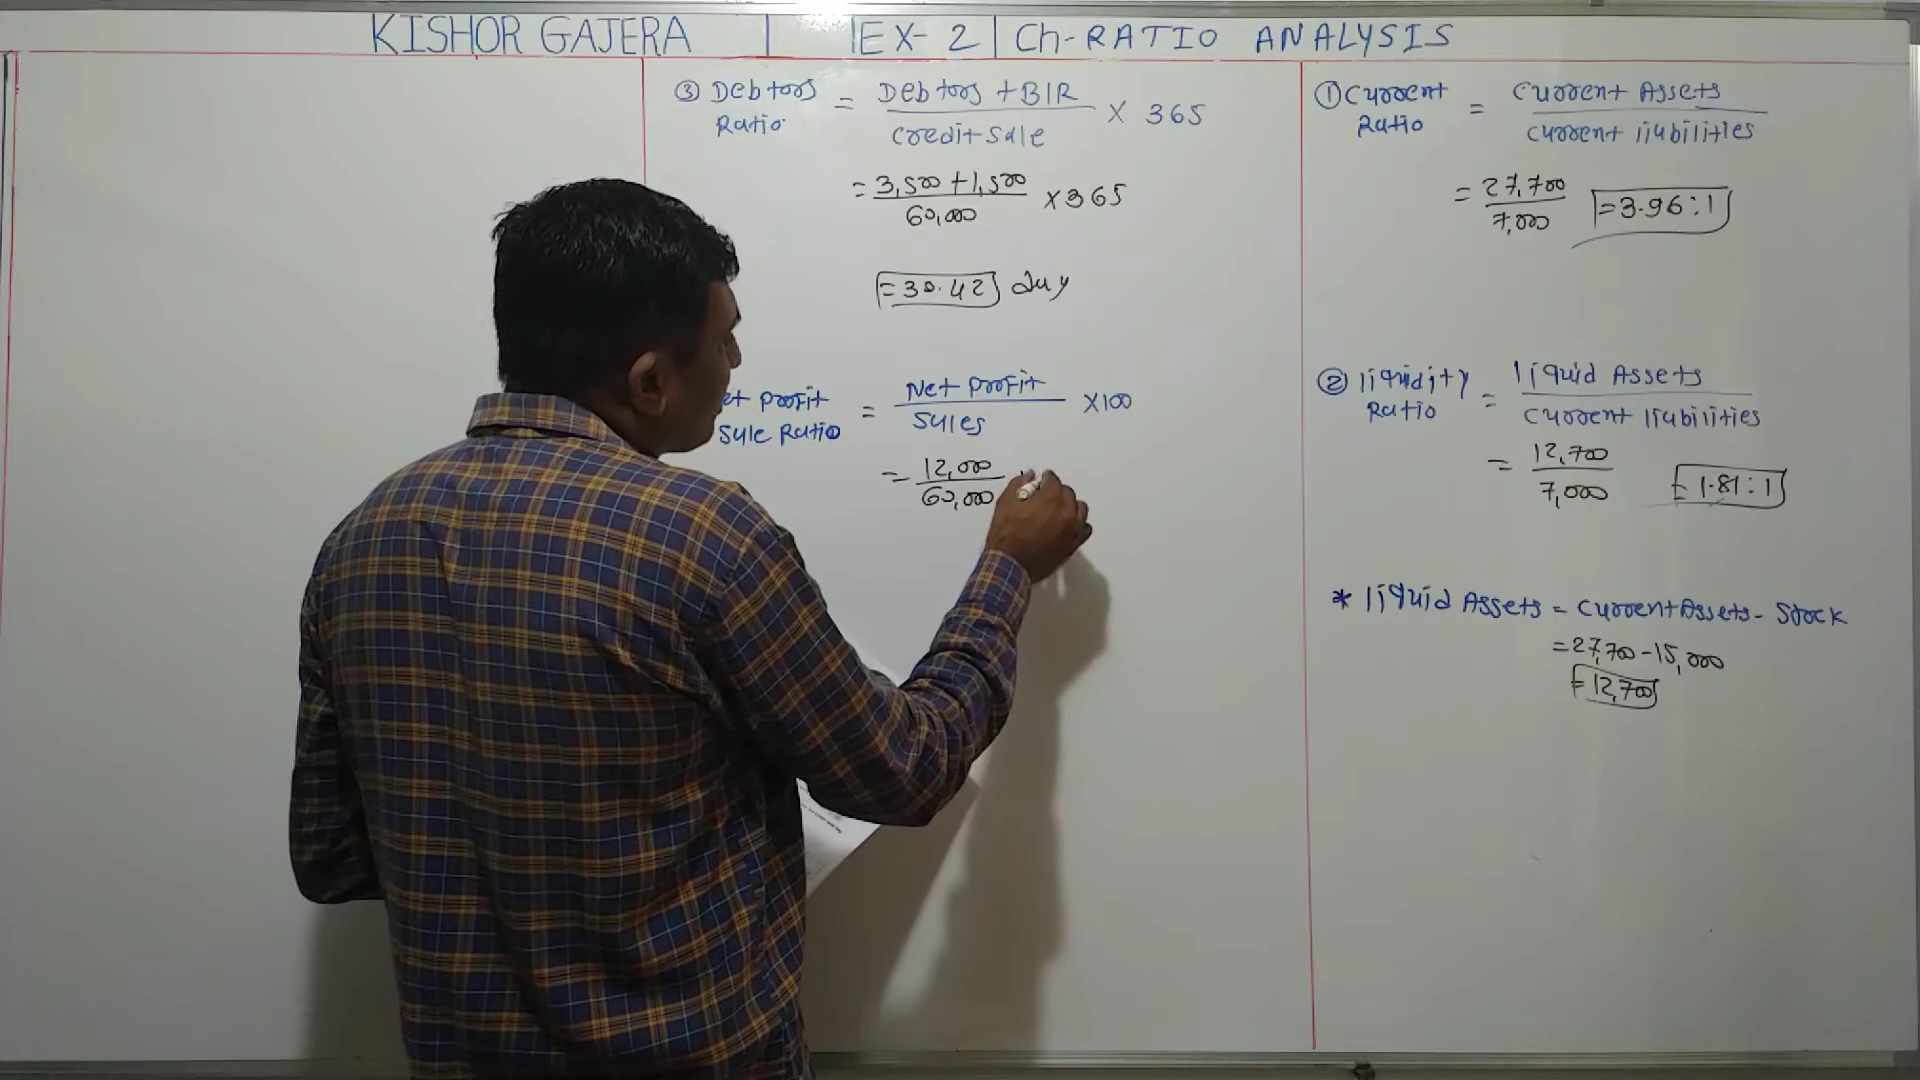 KISHOR GAJERA | EX-2 | Ch-RATIO ANALYSIS
③ Debtors Ratio = Debtors + B/R / credit sale × 365
= 3,500 + 1,500 / 60,000 × 365
= 30.42 day
et profit sale Ratio = Net profit / sales × 100
= 12,000 / 60,000
① Current Ratio = Current Assets / Current liabilities
= 27,700 / 7,000 = 3.96 : 1
② liquidity Ratio = liquid Assets / Current liabilities
= 12,700 / 7,000 = 1.81 : 1
* liquid Assets = Current Assets - Stock
= 27,700 - 15,000
= 12,700